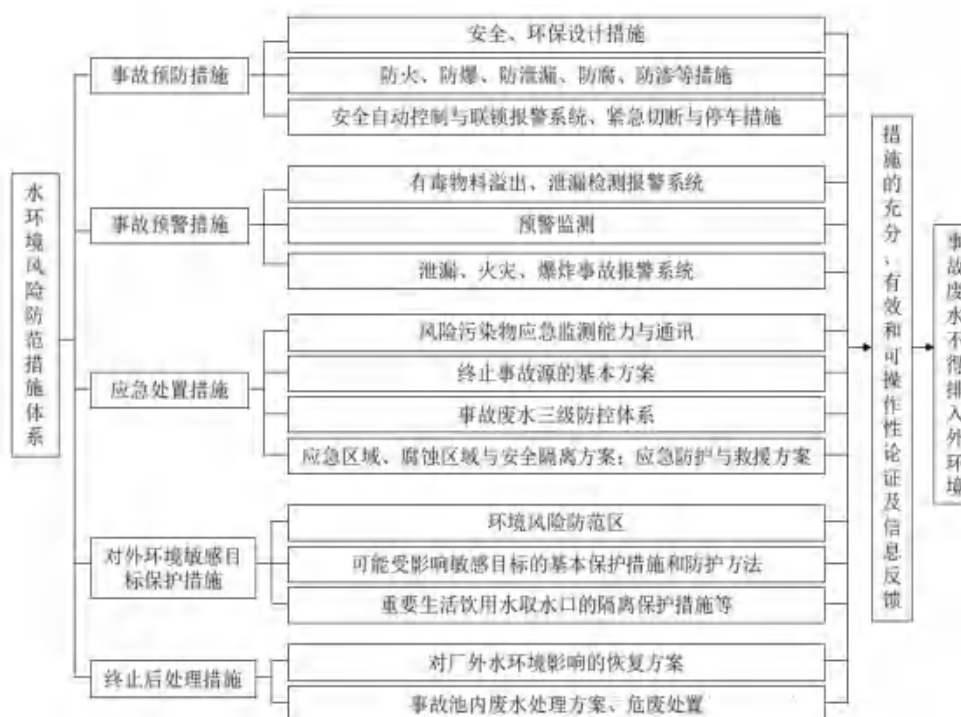 水环境风险防范措施体系
事故预防措施
安全、环保设计措施
防火、防爆、防泄漏、防腐、防渗等措施
安全自动控制与联锁报警系统、紧急切断与停车措施
事故预警措施
有毒物料溢出、泄漏检测报警系统
预警监测
泄漏、火灾、爆炸事故报警系统
应急处置措施
风险污染物应急监测能力与通讯
终止事故源的基本方案
事故废水三级防控体系
应急区域、腐蚀区域与安全隔离方案；应急防护与救援方案
对外环境敏感目
标保护措施
环境风险防范区
可能受影响敏感目标的基本保护措施和防护方法
重要生活饮用水取水口的隔离保护措施等
终止后处理措施
对厂外水环境影响的恢复方案
事故池内废水处理方案、危废处置
措施的充分、有效和可操作性论证及信息反馈
事故废水不得排入外环境